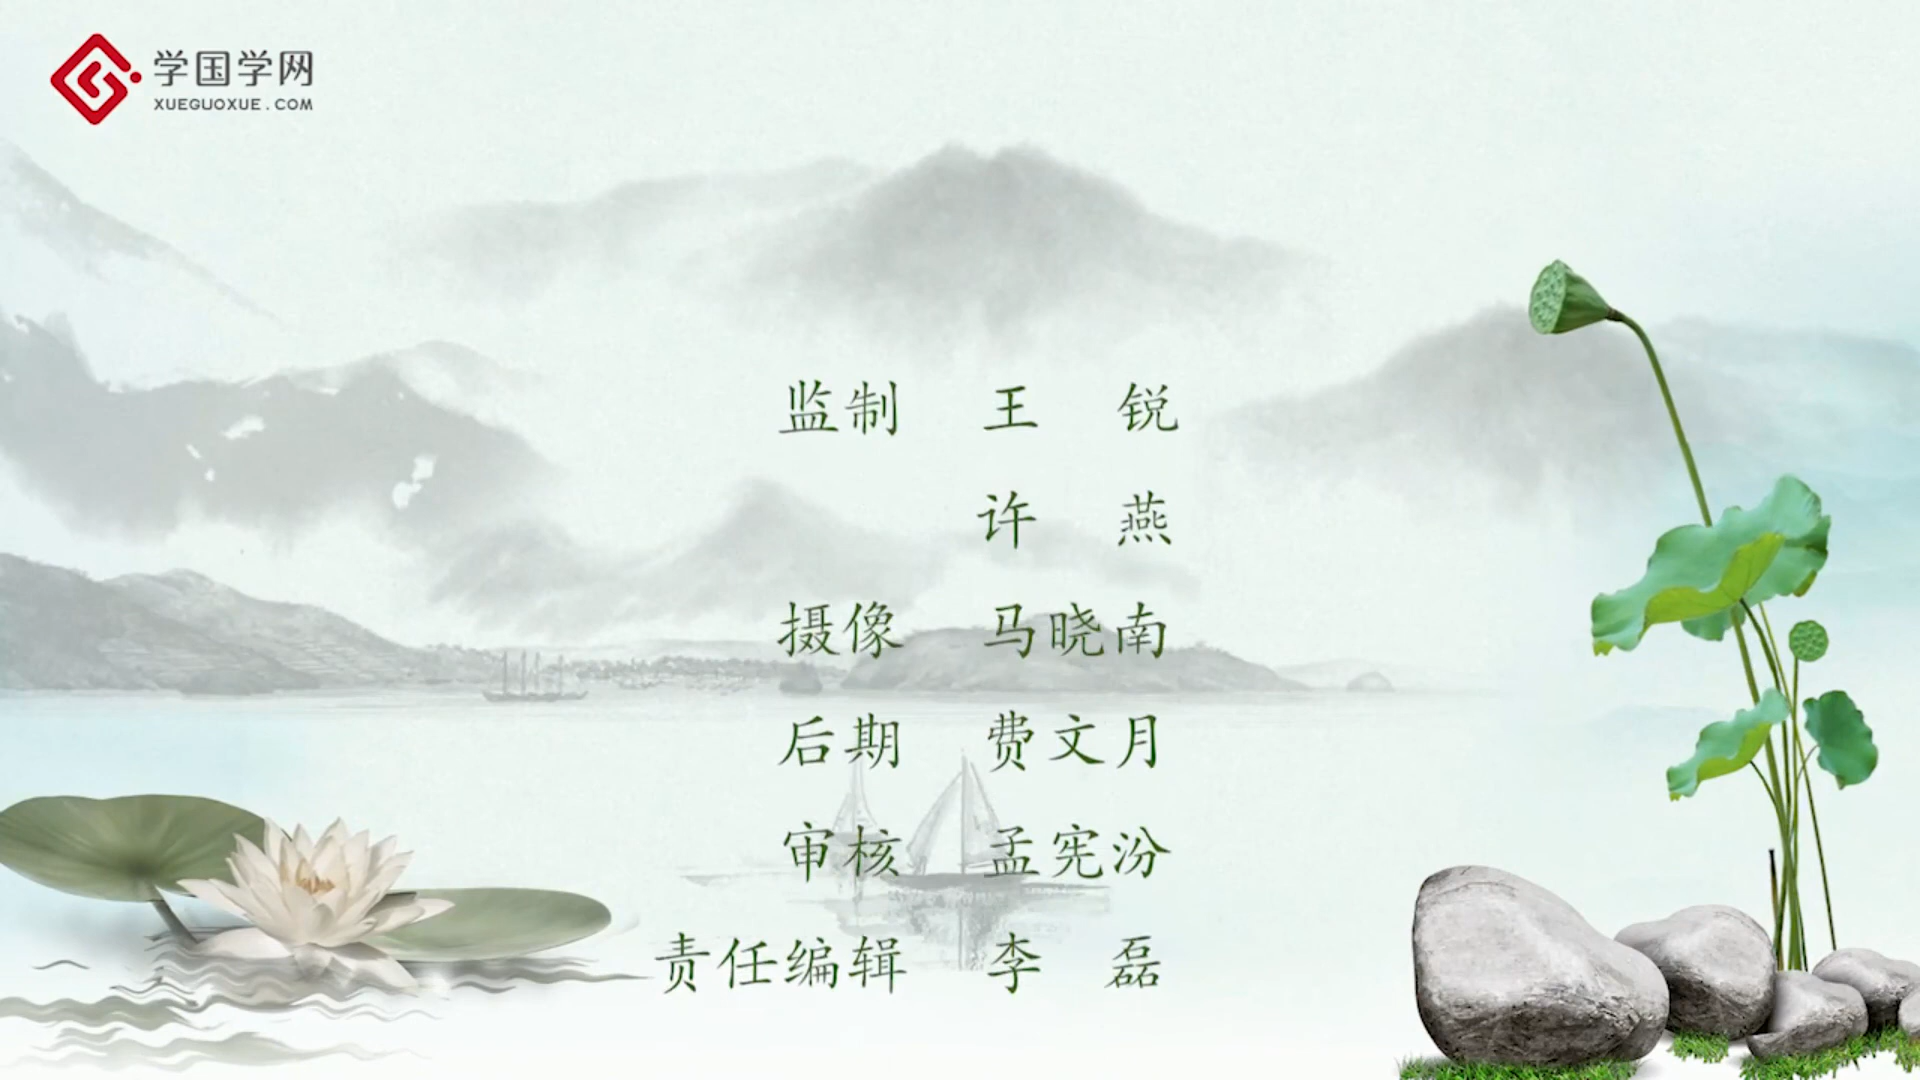 学国学网
XUEGUOXUE.COM
监制 王 锐
许 燕
摄像 马晓南
后期 费文月
审核 孟宪汾
责任编辑 李 磊